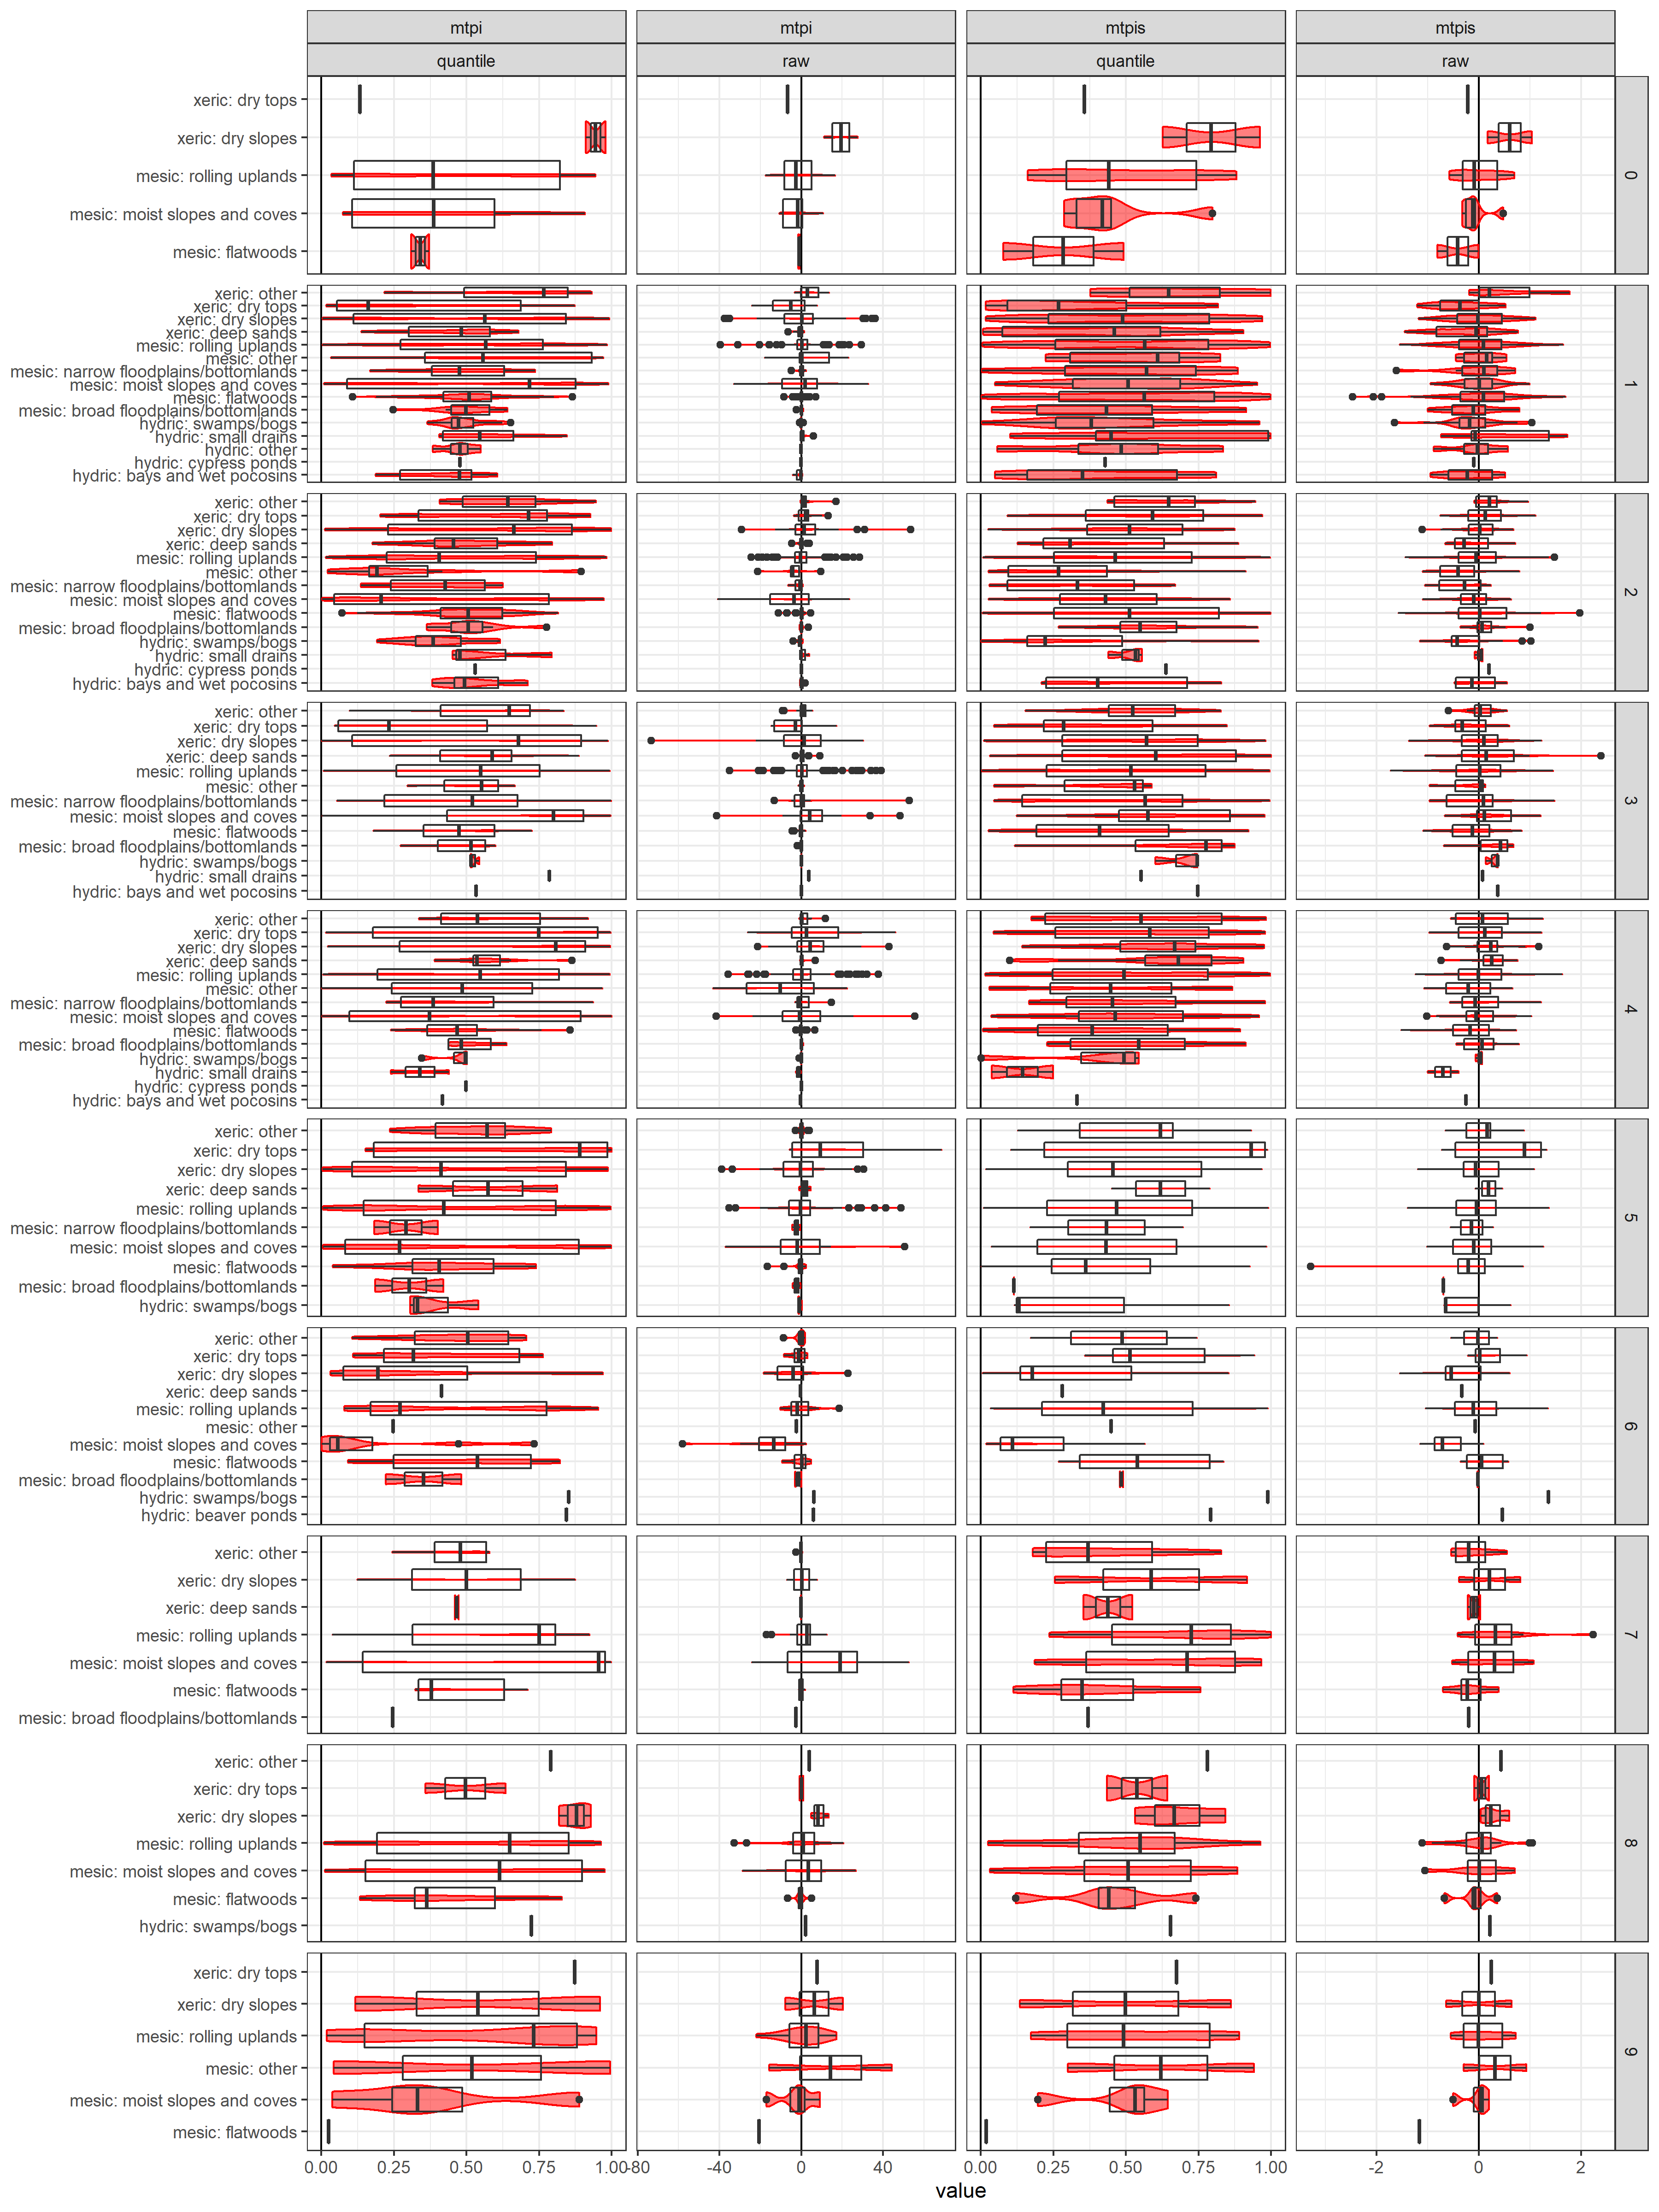 mtpi mtpi mtpis mtpis
quantile raw quantile raw
xeric: dry tops
xeric: dry slopes
mesic: rolling uplands
mesic: moist slopes and coves
mesic: flatwoods
0
xeric: other
xeric: dry tops
xeric: dry slopes
xeric: deep sands
mesic: rolling uplands
mesic: other
mesic: narrow floodplains/bottomlands
mesic: moist slopes and coves
mesic: flatwoods
mesic: broad floodplains/bottomlands
hydric: swamps/bogs
hydric: small drains
hydric: other
hydric: cypress ponds
hydric: bays and wet pocosins
1
xeric: other
xeric: dry tops
xeric: dry slopes
xeric: deep sands
mesic: rolling uplands
mesic: other
mesic: narrow floodplains/bottomlands
mesic: moist slopes and coves
mesic: flatwoods
mesic: broad floodplains/bottomlands
hydric: swamps/bogs
hydric: small drains
hydric: cypress ponds
hydric: bays and wet pocosins
2
xeric: other
xeric: dry tops
xeric: dry slopes
xeric: deep sands
mesic: rolling uplands
mesic: other
mesic: narrow floodplains/bottomlands
mesic: moist slopes and coves
mesic: flatwoods
mesic: broad floodplains/bottomlands
hydric: swamps/bogs
hydric: small drains
hydric: bays and wet pocosins
3
xeric: other
xeric: dry tops
xeric: dry slopes
xeric: deep sands
mesic: rolling uplands
mesic: other
mesic: narrow floodplains/bottomlands
mesic: moist slopes and coves
mesic: flatwoods
mesic: broad floodplains/bottomlands
hydric: swamps/bogs
hydric: small drains
hydric: cypress ponds
hydric: bays and wet pocosins
4
xeric: other
xeric: dry tops
xeric: dry slopes
xeric: deep sands
mesic: rolling uplands
mesic: narrow floodplains/bottomlands
mesic: moist slopes and coves
mesic: flatwoods
mesic: broad floodplains/bottomlands
hydric: swamps/bogs
5
xeric: other
xeric: dry tops
xeric: dry slopes
xeric: deep sands
mesic: rolling uplands
mesic: other
mesic: moist slopes and coves
mesic: flatwoods
mesic: broad floodplains/bottomlands
hydric: swamps/bogs
hydric: beaver ponds
6
xeric: other
xeric: dry slopes
xeric: deep sands
mesic: rolling uplands
mesic: moist slopes and coves
mesic: flatwoods
mesic: broad floodplains/bottomlands
7
xeric: other
xeric: dry tops
xeric: dry slopes
mesic: rolling uplands
mesic: moist slopes and coves
mesic: flatwoods
hydric: swamps/bogs
8
xeric: dry tops
xeric: dry slopes
mesic: rolling uplands
mesic: other
mesic: moist slopes and coves
mesic: flatwoods
9
0.00 0.25 0.50 0.75 1.00 -80 -40 0 40 0.00 0.25 0.50 0.75 1.00 -2 0 2
value